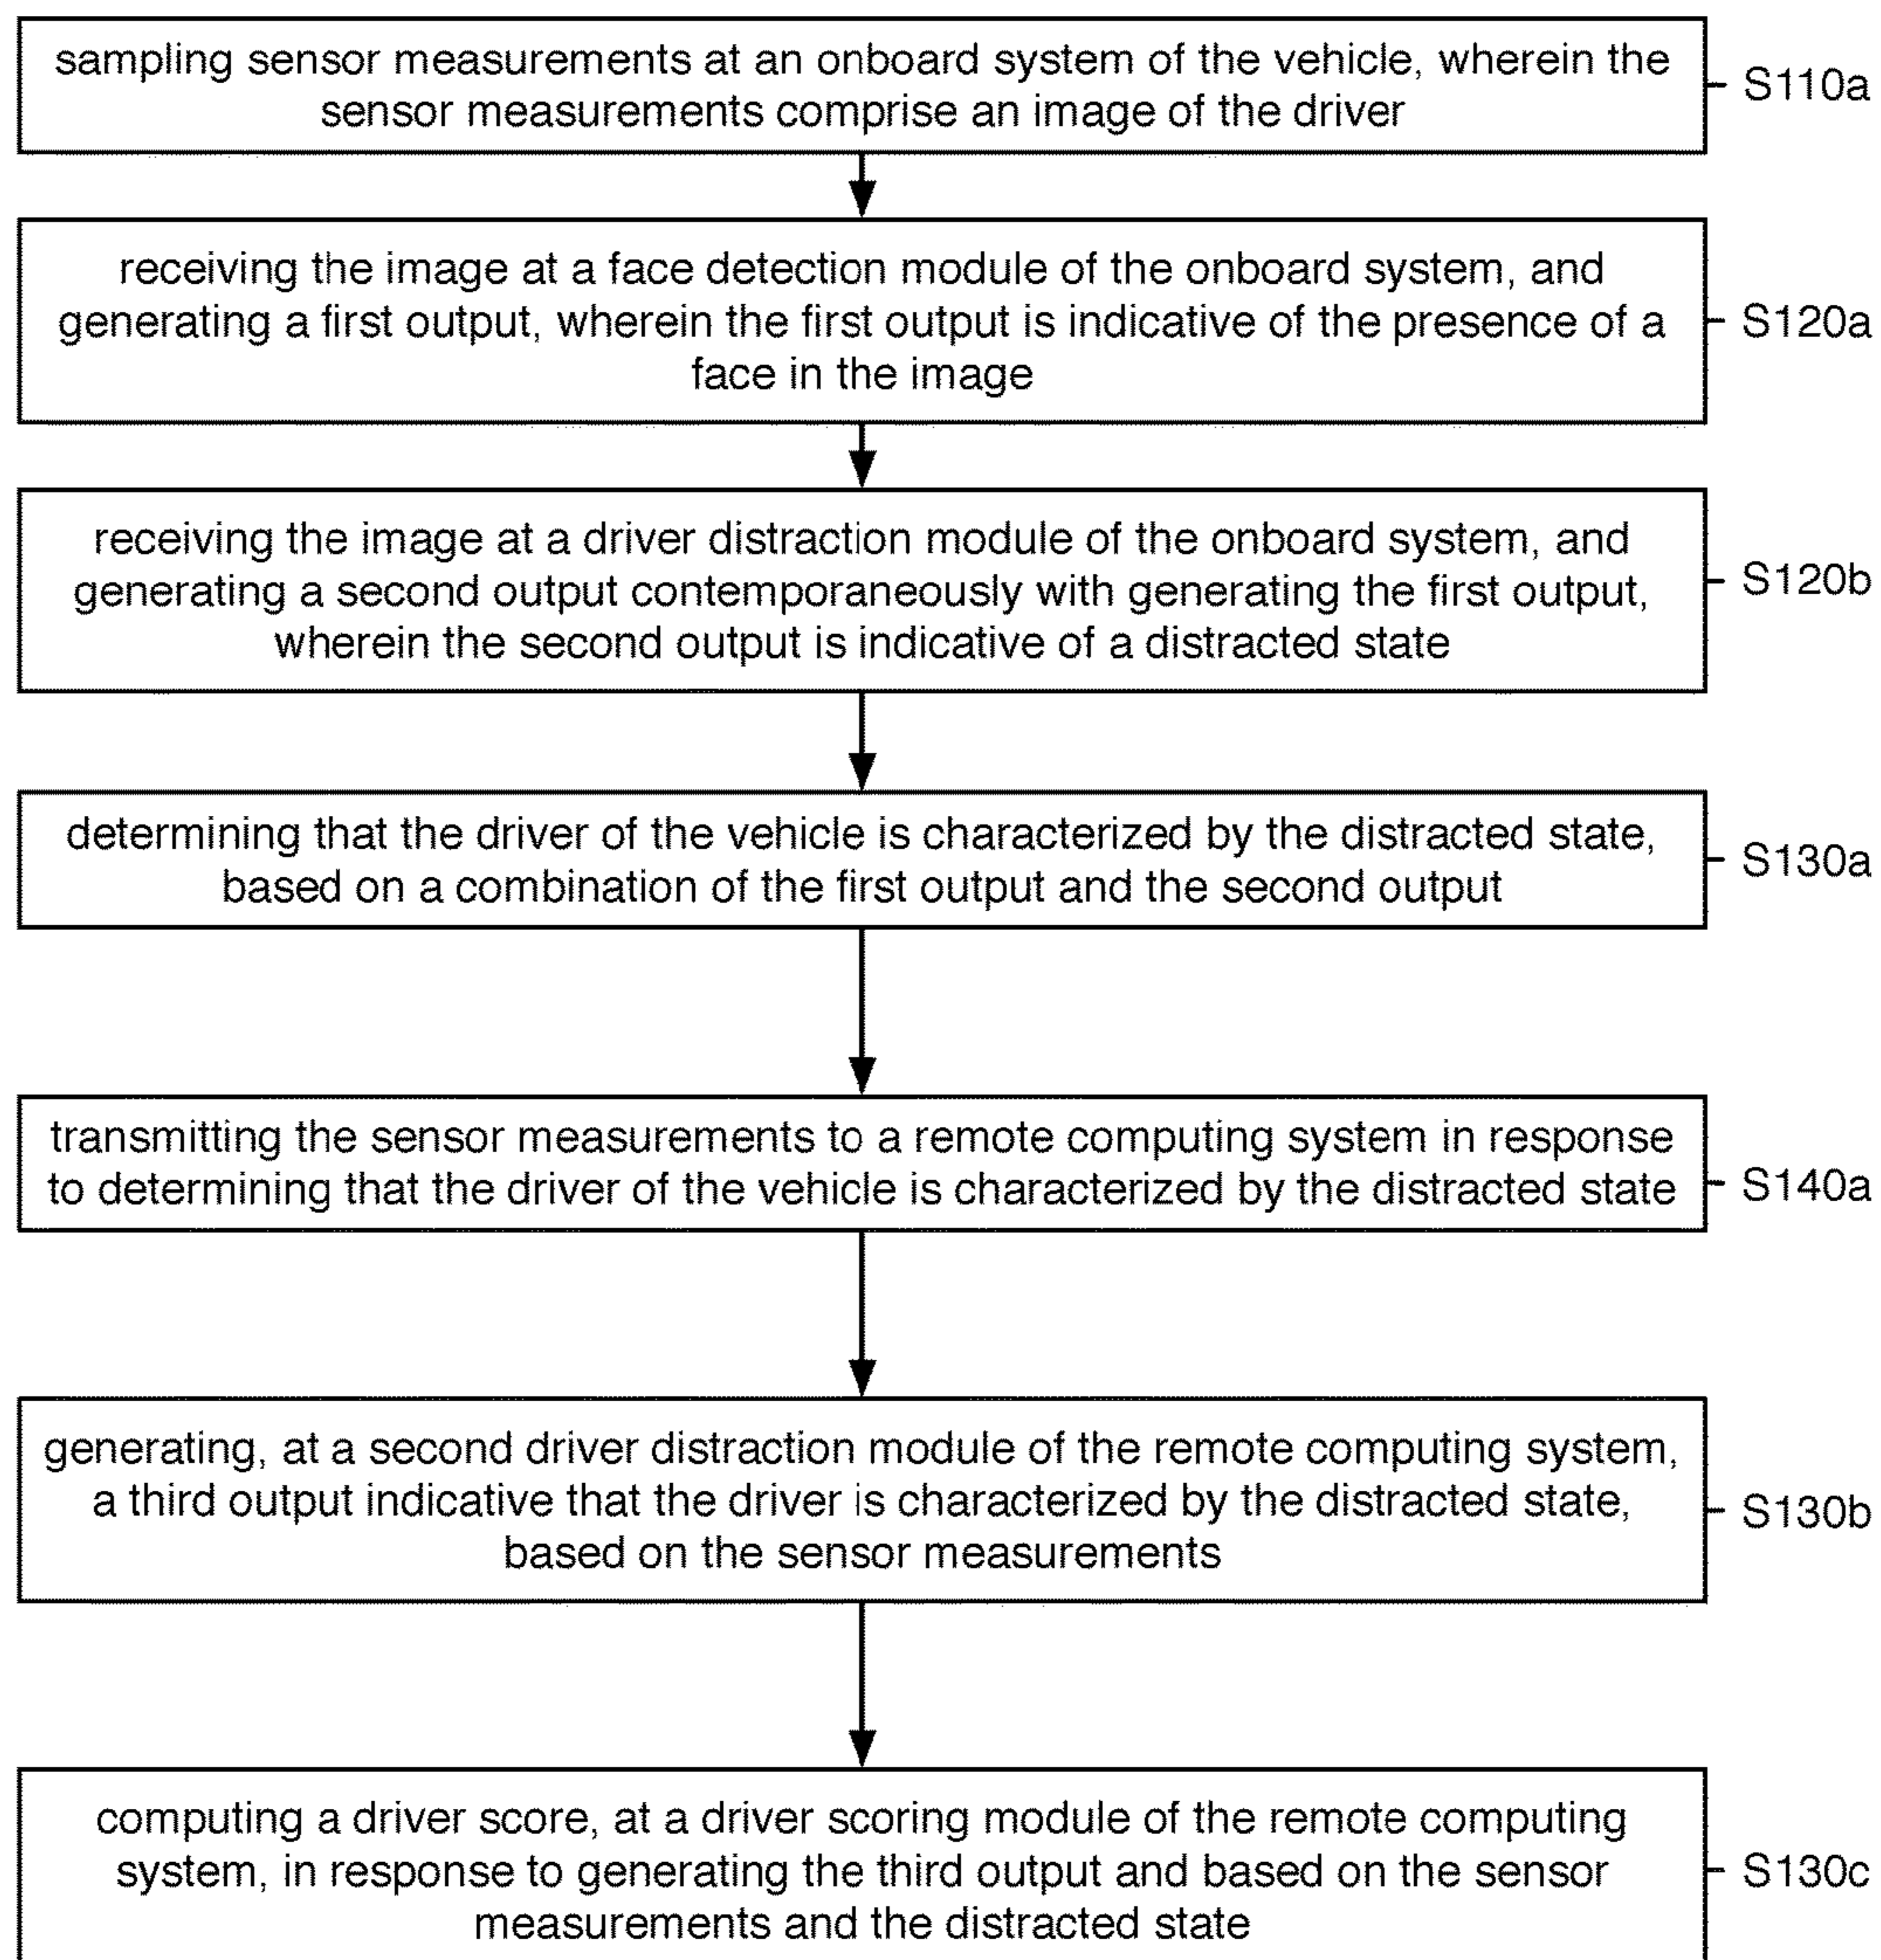 sampling sensor measurements at an onboard system of the vehicle, wherein the
sensor measurements comprise an image of the driver
S110a
receiving the image at a face detection module of the onboard system, and
generating a first output, wherein the first output is indicative of the presence of a
face in the image
S120a
receiving the image at a driver distraction module of the onboard system, and
generating a second output contemporaneously with generating the first output,
wherein the second output is indicative of a distracted state
S120b
determining that the driver of the vehicle is characterized by the distracted state,
based on a combination of the first output and the second output
S130a
transmitting the sensor measurements to a remote computing system in response
to determining that the driver of the vehicle is characterized by the distracted state
S140a
generating, at a second driver distraction module of the remote computing system,
a third output indicative that the driver is characterized by the distracted state,
based on the sensor measurements
S130b
computing a driver score, at a driver scoring module of the remote computing
system, in response to generating the third output and based on the sensor
measurements and the distracted state
S130c